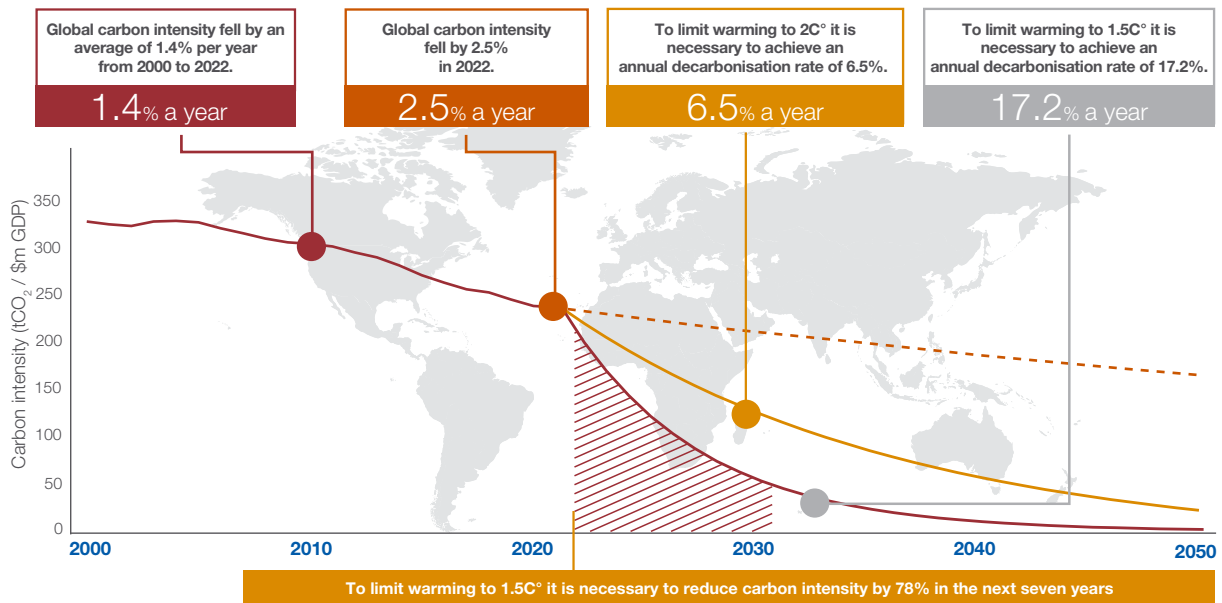 Global carbon intensity fell by an
average of 1.4% per year
from 2000 to 2022.
1.4% a year
Global carbon intensity
fell by 2.5%
in 2022.
2.5% a year
To limit warming to 2C° it is
necessary to achieve an
annual decarbonisation rate of 6.5%.
6.5% a year
To limit warming to 1.5C° it is
necessary to achieve an
annual decarbonisation rate of 17.2%.
17.2% a year
Carbon intensity (tCO₂ / $m GDP)
350
300
250
200
150
100
50
0
2000
2010
2020
2030
2040
2050
To limit warming to 1.5C° it is necessary to reduce carbon intensity by 78% in the next seven years